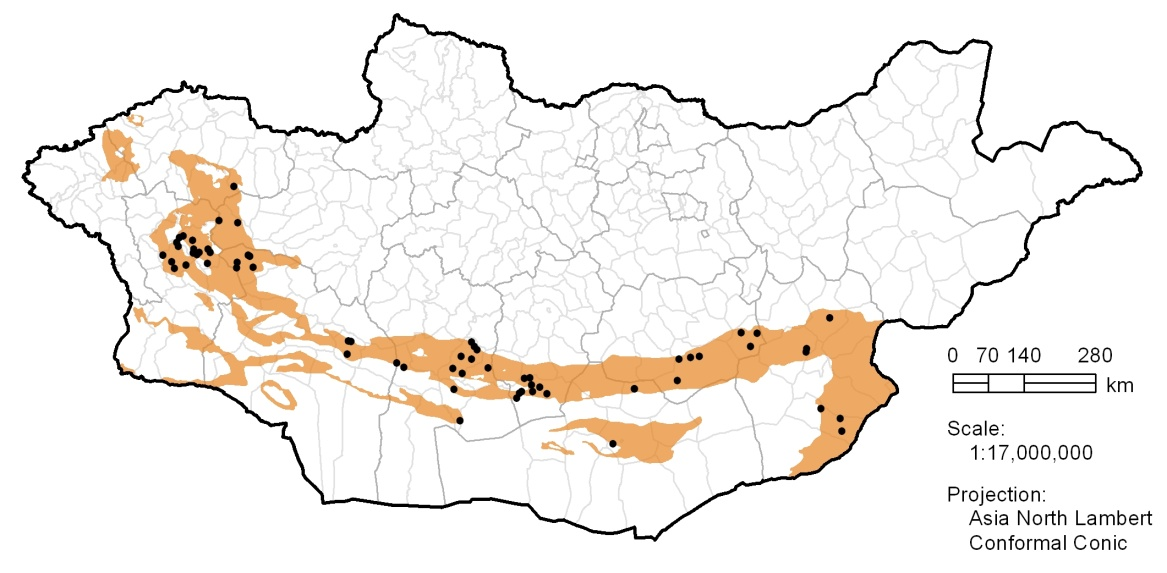 0 70 140 280
km
Scale:
1:17,000,000
Projection:
Asia North Lambert
Conformal Conic